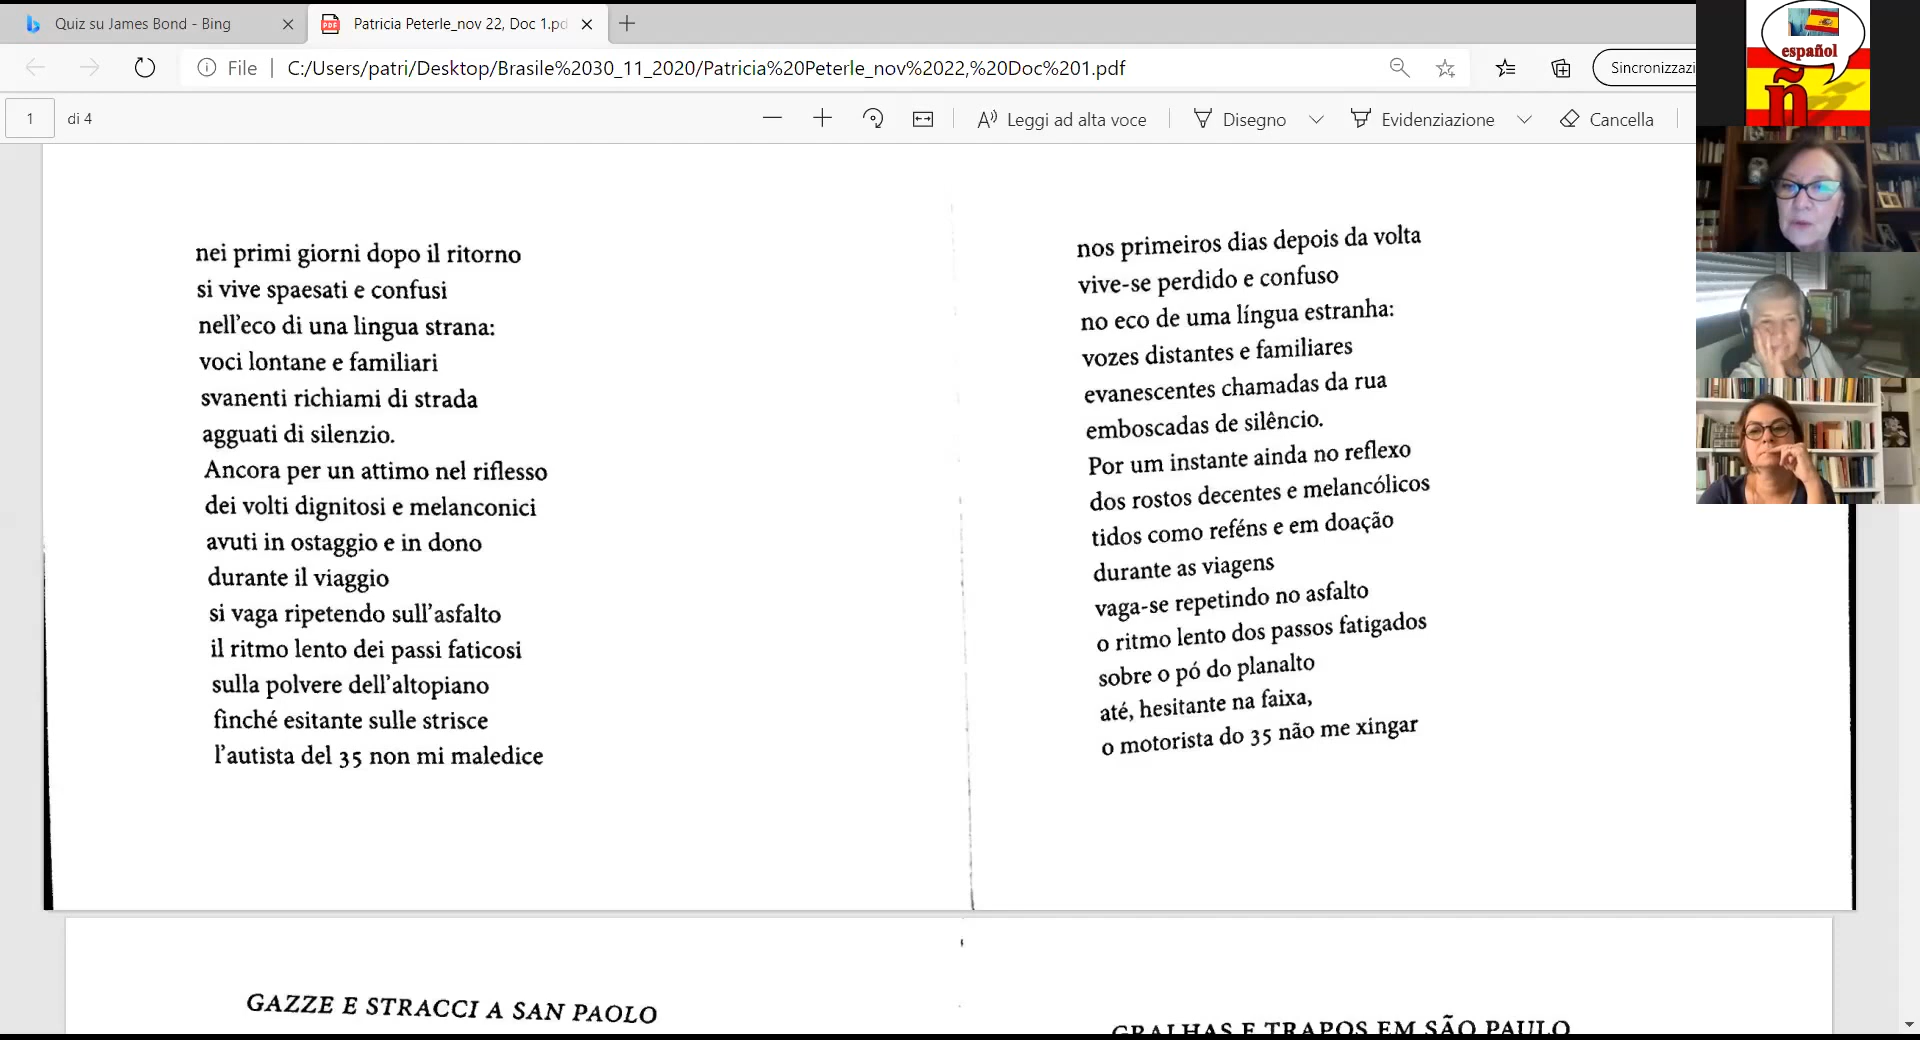 Quiz su James Bond - Bing
Patricia Peterle_nov 22, Doc 1.pd
File
C:/Users/patri/Desktop/Brasile%2030_11_2020/Patricia%20Peterle_nov%2022,%20Doc%201.pdf
Sincronizzazi
1 di 4
Leggi ad alta voce
Disegno
Evidenziazione
Cancella
español
ñ
nei primi giorni dopo il ritorno
si vive spaesati e confusi
nell'eco di una lingua strana:
voci lontane e familiari
svanenti richiami di strada
agguati di silenzio.
Ancora per un attimo nel riflesso
dei volti dignitosi e melanconici
avuti in ostaggio e in dono
durante il viaggio
si vaga ripetendo sull'asfalto
il ritmo lento dei passi faticosi
sulla polvere dell'altopiano
finché esitante sulle strisce
l'autista del 35 non mi maledice
nos primeiros dias depois da volta
vive-se perdido e confuso
no eco de uma língua estranha:
vozes distantes e familiares
evanescentes chamadas da rua
emboscadas de silêncio.
Por um instante ainda no reflexo
dos rostos decentes e melancólicos
tidos como reféns e em doação
durante as viagens
vaga-se repetindo no asfalto
o ritmo lento dos passos fatigados
sobre o pó do planalto
até, hesitante na faixa,
o motorista do 35 não me xingar
GAZZE E STRACCI A SAN PAOLO
GRALHAS E TRAPOS EM SÃO PAULO